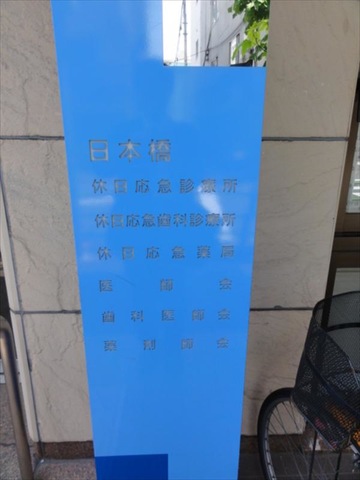 日本橋
休日応急診療所
休日応急歯科診療所
休日応急薬局
医師会
歯科医師会
薬剤師会